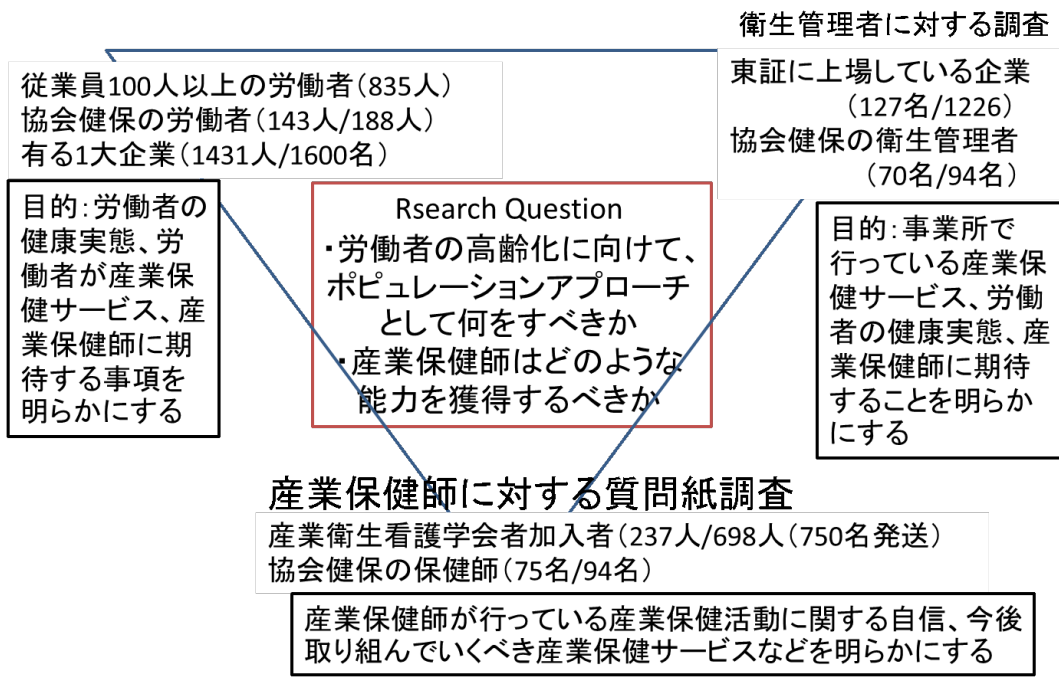 衛生管理者に対する調査
従業員100人以上の労働者(835人)
協会健保の労働者(143人/188人)
有る1大企業(1431人/1600名)
東証に上場している企業
(127名/1226)
協会健保の衛生管理者
(70名/94名)
目的:労働者の
健康実態、労
働者が産業保
健サービス、産
業保健師に期
待する事項を
明らかにする
Rsearch Question
・労働者の高齢化に向けて、
ポピュレーションアプローチ
として何をすべきか
・産業保健師はどのような
能力を獲得するべきか
目的:事業所で
行っている産業保
健サービス、労働
者の健康実態、産
業保健師に期待
することを明らか
にする
産業保健師に対する質問紙調査
産業衛生看護学会者加入者(237人/698人(750名発送)
協会健保の保健師(75名/94名)
産業保健師が行っている産業保健活動に関する自信、今後
取り組んでいくべき産業保健サービスなどを明らかにする